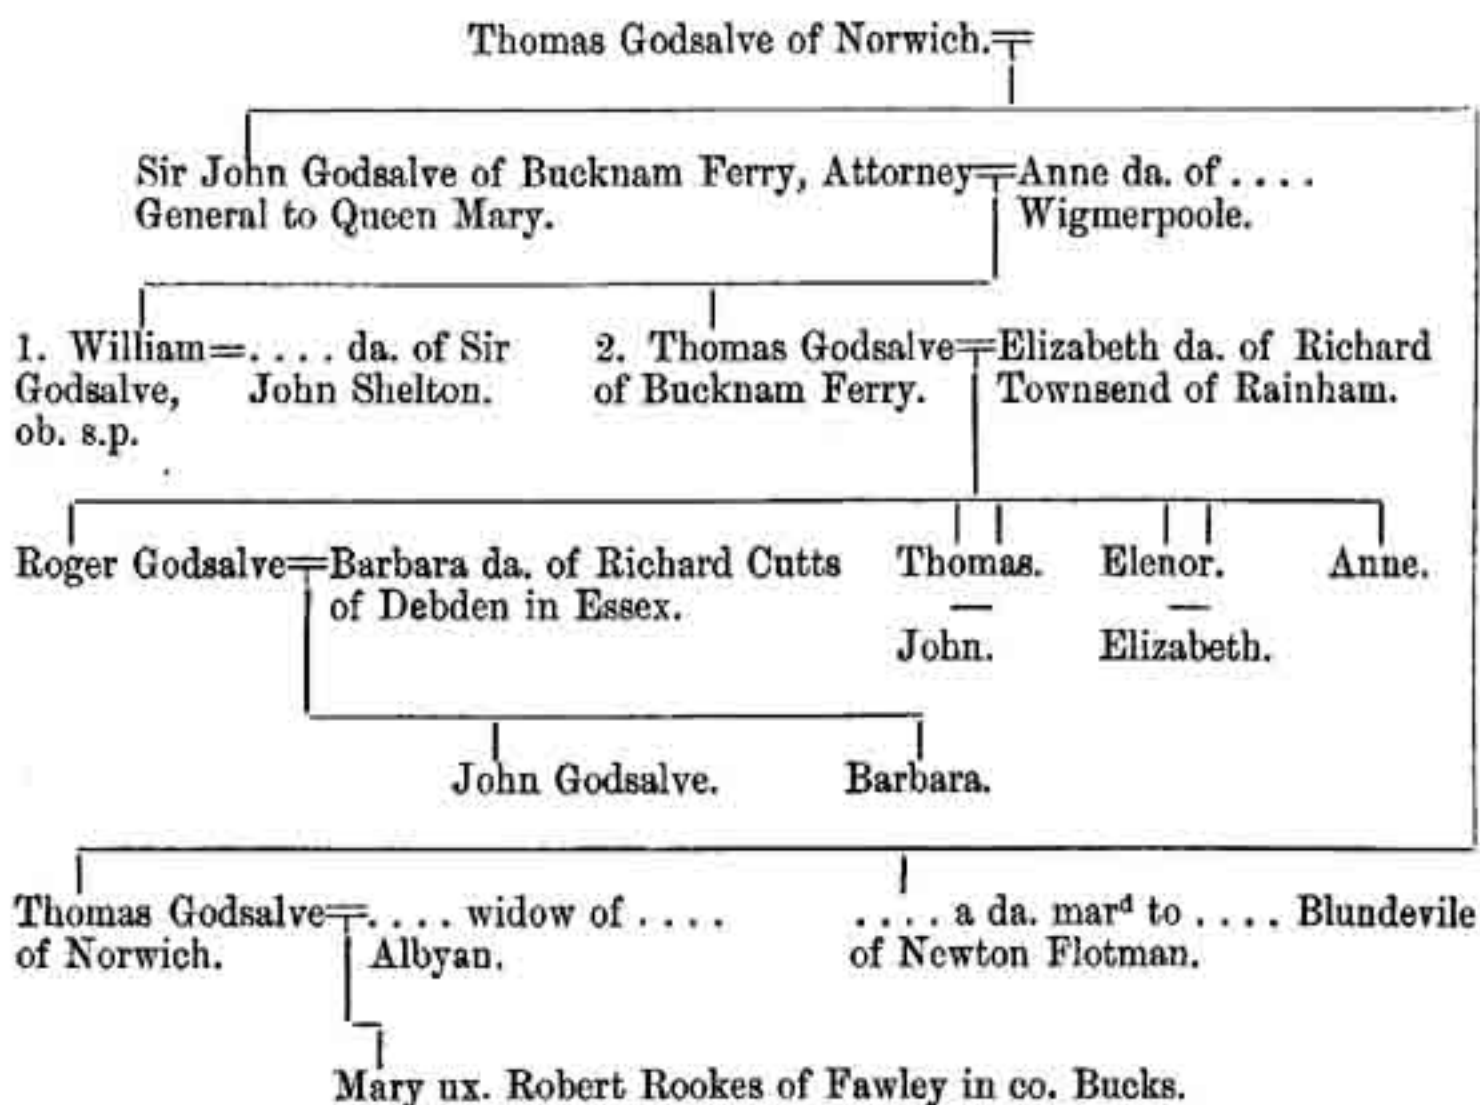 Thomas Godsalve of Norwich.
Sir John Godsalve of Bucknam Ferry, Attorney=Anne da. of . . . .
General to Queen Mary. Wigmerpoole.
1. William=. . . . da. of Sir 2. Thomas Godsalve=Elizabeth da. of Richard
Godsalve, John Shelton. of Bucknam Ferry. Townsend of Rainham.
ob. s.p.
Roger Godsalve=Barbara da. of Richard Cutts Thomas. Elenor. Anne.
of Debden in Essex.
John. Elizabeth.
John Godsalve. Barbara.
Thomas Godsalve=. . . . widow of . . . . . . . . a da. marᵈ to . . . . Blundevile
of Norwich. Albyan. of Newton Flotman.
Mary ux. Robert Rookes of Fawley in co. Bucks.